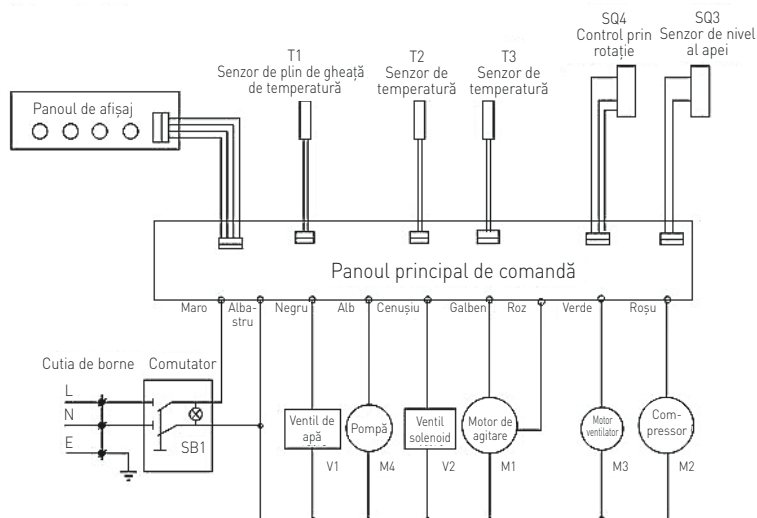 SQ4
Control prin
rotație
SQ3
Senzor de nivel
al apei
T1
Senzor de plin de gheață
de temperatură
T2
Senzor de
temperatură
T3
Senzor de
temperatură
Panoul de afișaj
Panoul principal de comandă
Maro
Alba-
stru
Negru
Alb
Cenușiu
Galben
Roz
Verde
Roșu
Cutia de borne
Comutator
L
N
E
SB1
Ventil de
apă
V1
Pompă
M4
Ventil
solenoid
V2
Motor de
agitare
M1
Motor
ventilator
M3
Com-
presor
M2